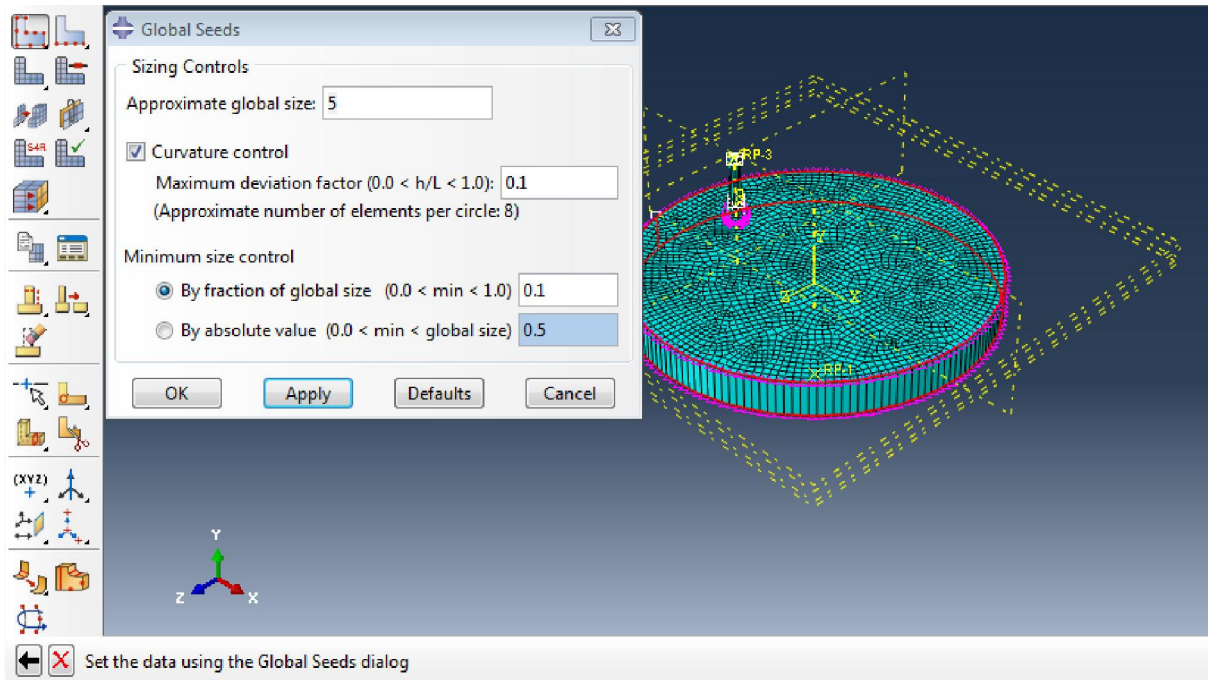 Global Seeds
Sizing Controls
Approximate global size: 5
Curvature control
Maximum deviation factor (0.0 < h/L < 1.0): 0.1
(Approximate number of elements per circle: 8)
Minimum size control
By fraction of global size (0.0 < min < 1.0) 0.1
By absolute value (0.0 < min < global size) 0.5
OK Apply Defaults Cancel
S4R
(XYZ)
RP-3
Y
Z X
RP-1
Y
Z X
Set the data using the Global Seeds dialog